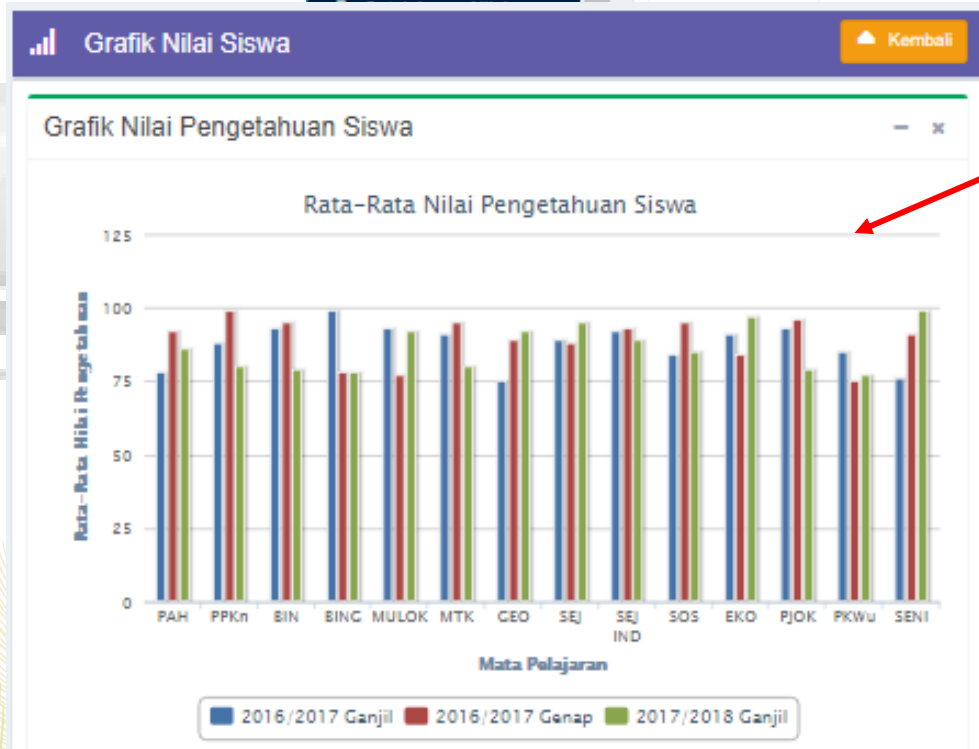 Grafik Nilai Siswa
Kembali
Grafik Nilai Pengetahuan Siswa
Rata-Rata Nilai Pengetahuan Siswa
125
100
75
50
25
0
Rata-Rata Nilai Pengetahuan
PAH PPKn BIN BING MULOK MTK GEO SEJ SEJ IND SOS EKO PJOK PKWu SENI
Mata Pelajaran
2016/2017 Ganjil 2016/2017 Genap 2017/2018 Ganjil